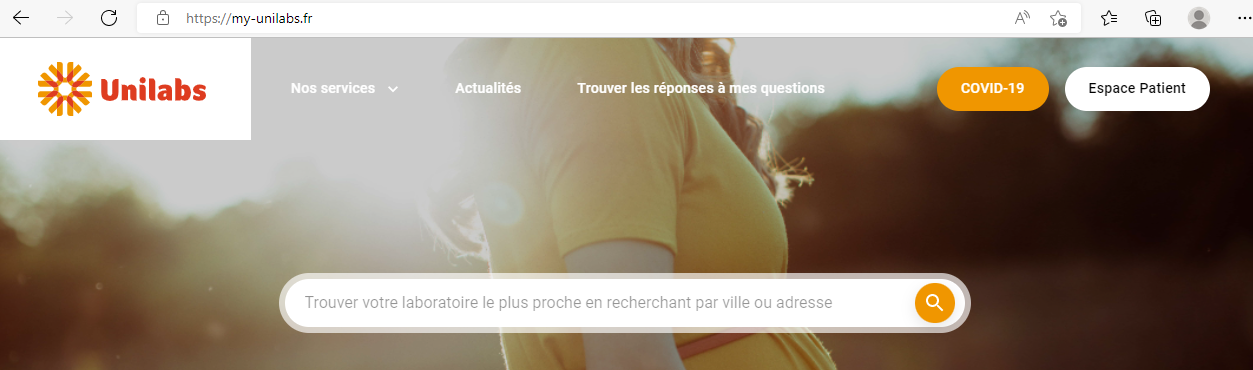 https://my-unilabs.fr
Unilabs
Nos services
Actualités
Trouver les réponses à mes questions
COVID-19
Espace Patient
Trouver votre laboratoire le plus proche en recherchant par ville ou adresse